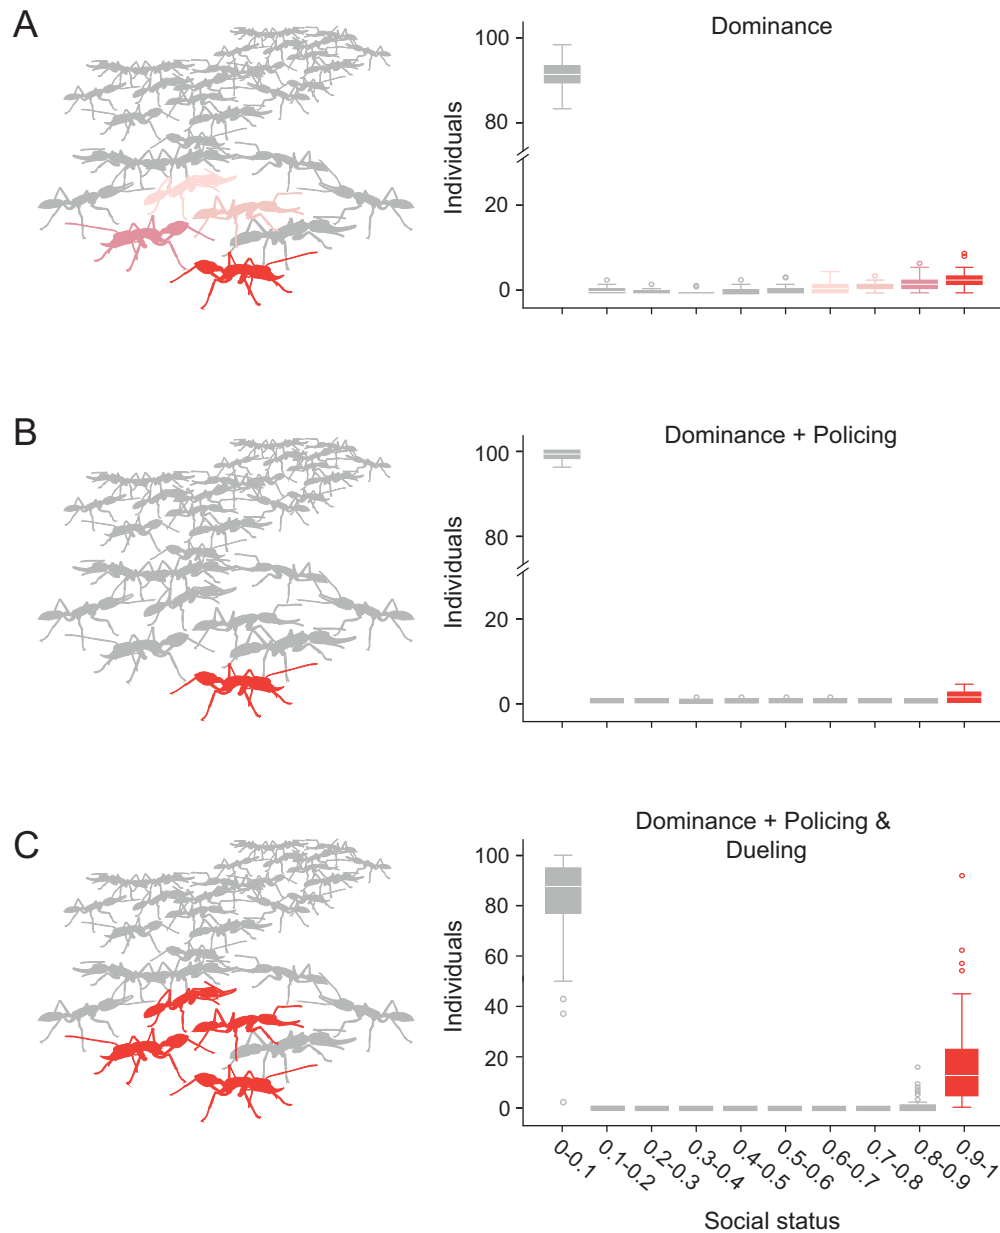 A
Dominance
Individuals
100
80
20
0
B
Dominance + Policing
Individuals
100
80
20
0
C
Dominance + Policing &
Dueling
Individuals
100
80
60
40
20
0
0-0.1
0.1-0.2
0.2-0.3
0.3-0.4
0.4-0.5
0.5-0.6
0.6-0.7
0.7-0.8
0.8-0.9
0.9-1
Social status